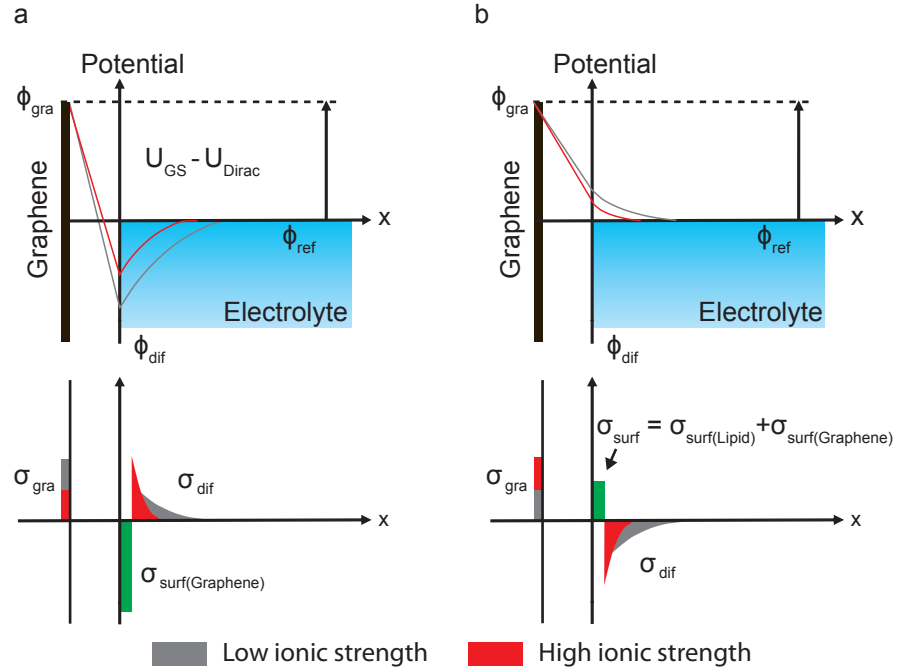 a
Potential
ϕgra
Graphene
UGS - UDirac
x
ϕref
Electrolyte
ϕdif
σgra
σdif
x
σsurf(Graphene)
b
Potential
ϕgra
Graphene
x
ϕref
Electrolyte
ϕdif
σsurf = σsurf(Lipid)+σsurf(Graphene)
σgra
x
σdif
Low ionic strength
High ionic strength